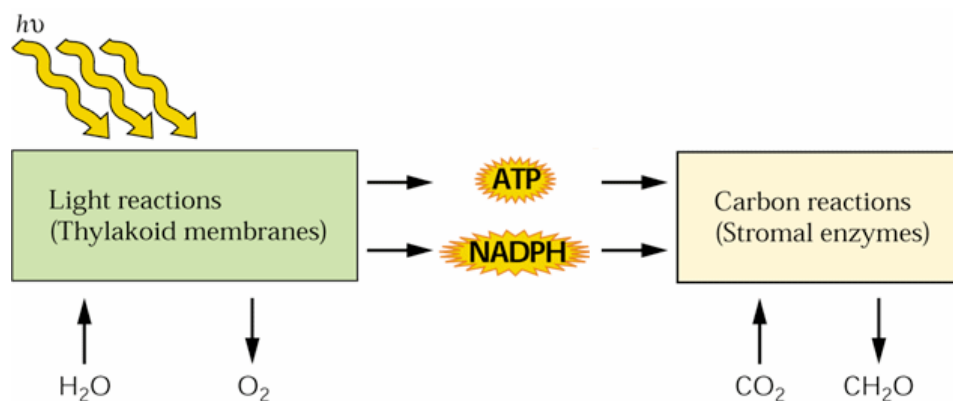 hυ
Light reactions
(Thylakoid membranes)
ATP
NADPH
Carbon reactions
(Stromal enzymes)
H₂O
O₂
CO₂
CH₂O